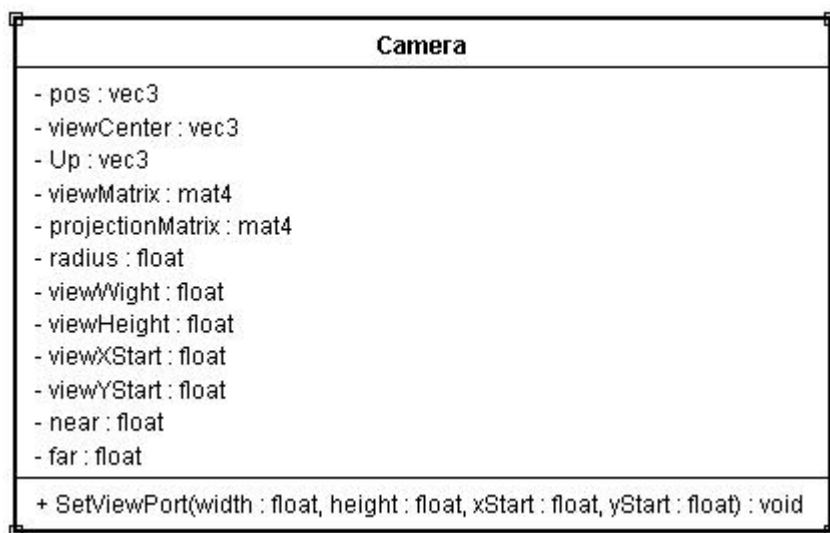 Camera
- pos : vec3
- viewCenter : vec3
- Up : vec3
- viewMatrix : mat4
- projectionMatrix : mat4
- radius : float
- viewWight : float
- viewHeight : float
- viewXStart : float
- viewYStart : float
- near : float
- far : float
+ SetViewPort(width : float, height : float, xStart : float, yStart : float) : void